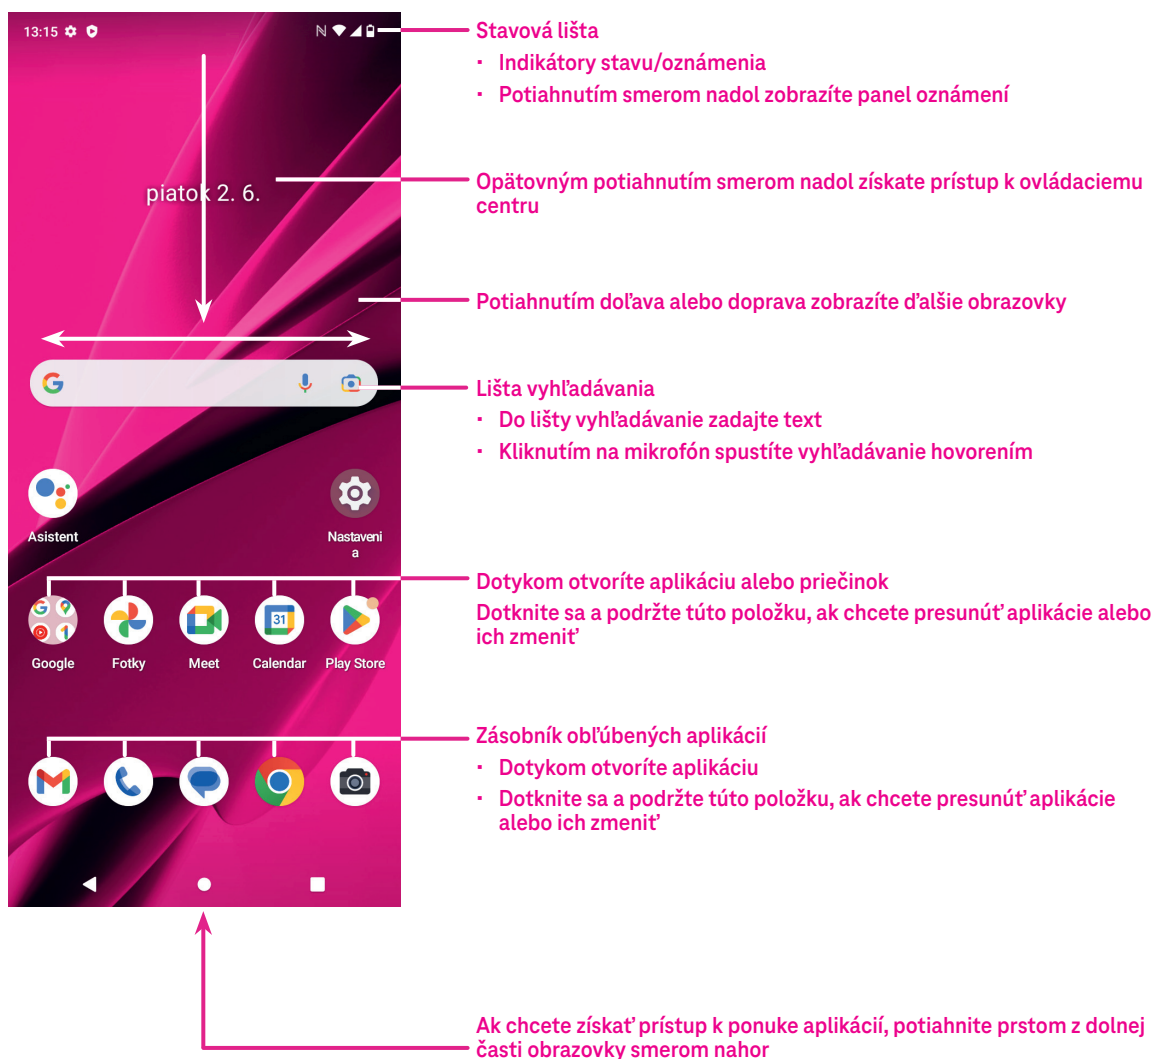 13:15
Stavová lišta
· Indikátory stavu/oznámenia
· Potiahnutím smerom nadol zobrazíte panel oznámení
piatok 2. 6.
Opätovným potiahnutím smerom nadol získate prístup k ovládaciemu
centru
Potiahnutím doľava alebo doprava zobrazíte ďalšie obrazovky
Lišta vyhľadávania
· Do lišty vyhľadávanie zadajte text
· Kliknutím na mikrofón spustíte vyhľadávanie hovorením
Asistent
Nastaveni
a
Dotykom otvoríte aplikáciu alebo priečinok
Dotknite sa a podržte túto položku, ak chcete presunúť aplikácie alebo
ich zmeniť
31
Google Fotky Meet Calendar Play Store
Zásobník obľúbených aplikácií
· Dotykom otvoríte aplikáciu
· Dotknite sa a podržte túto položku, ak chcete presunúť aplikácie
alebo ich zmeniť
Ak chcete získať prístup k ponuke aplikácií, potiahnite prstom z dolnej
časti obrazovky smerom nahor